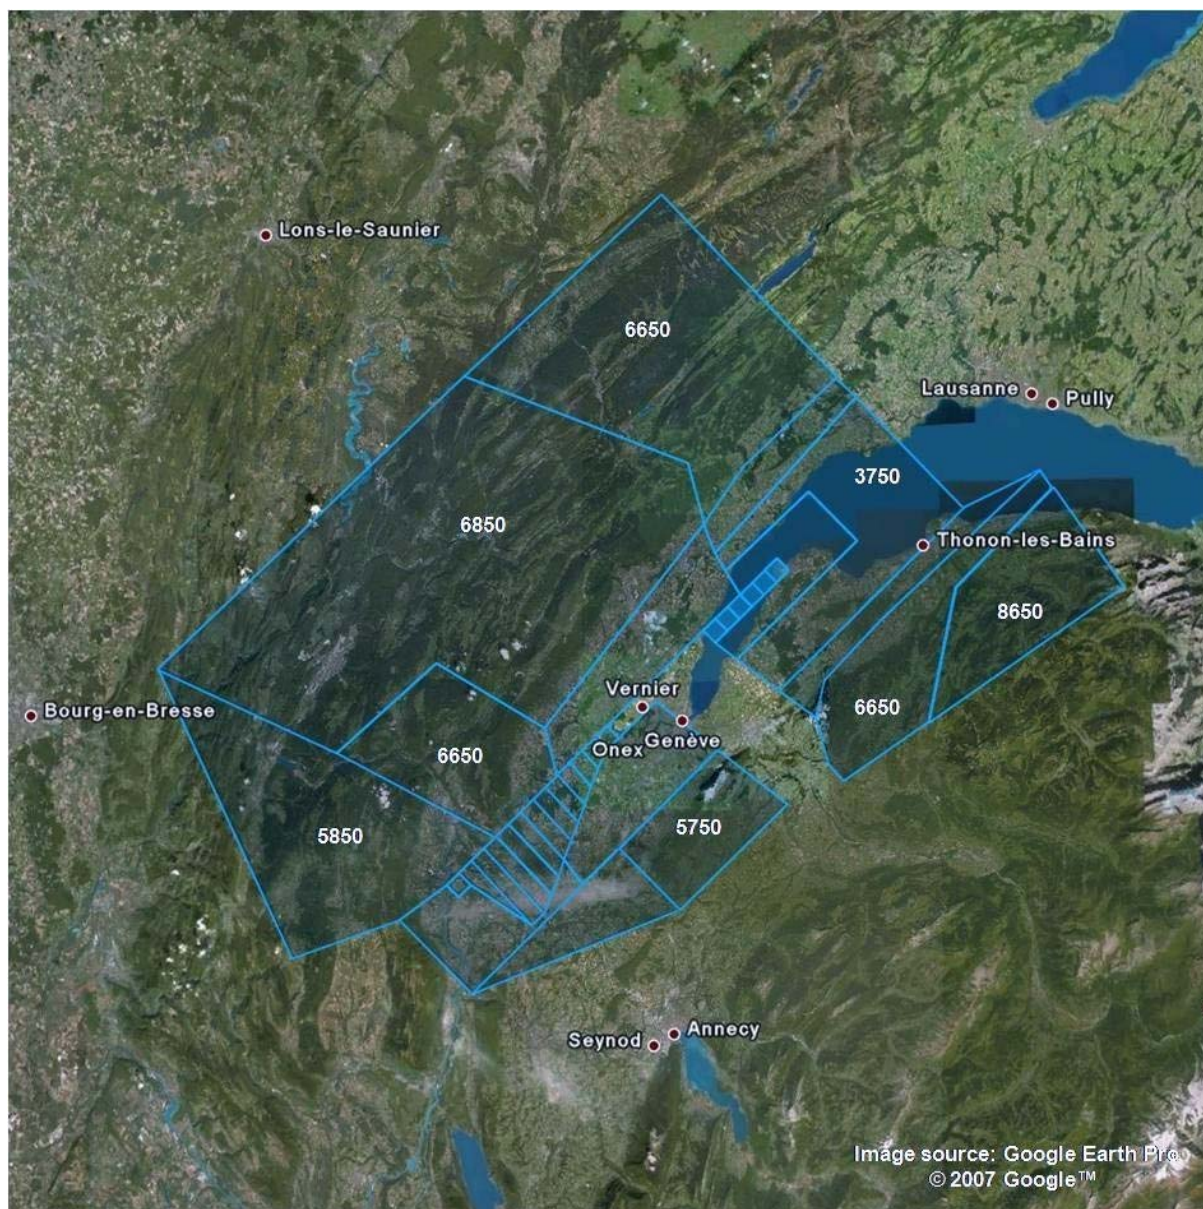 Lons-le-Saunier
6650
Lausanne
Pully
3750
6850
Thonon-les-Bains
8650
Vernier
6650
Bourg-en-Bresse
Genève
Onex
6650
5750
5850
Annecy
Seynod
Image source: Google Earth Pro
© 2007 Google™